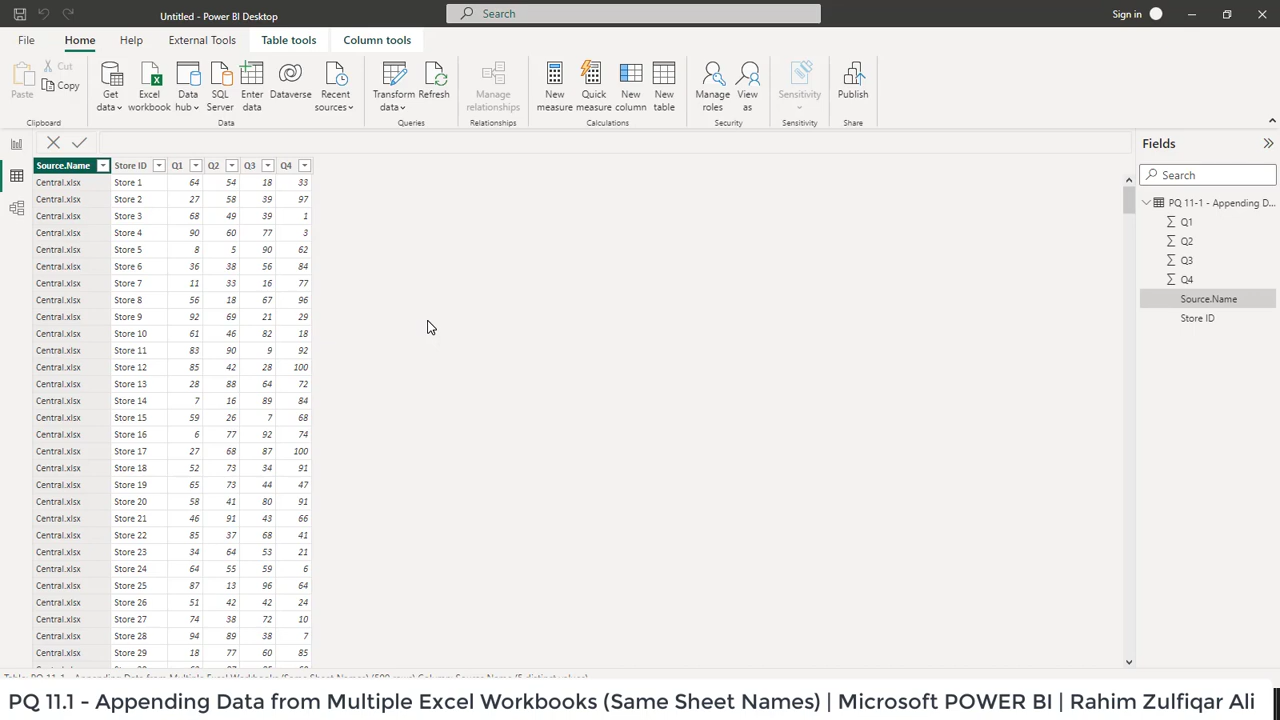 Untitled - Power BI Desktop
Search
Sign in
File Home Help External Tools Table tools Column tools
Paste
Cut
Copy
Get data
Excel workbook
Data hub
SQL Server
Enter data
Dataverse
Recent sources
Transform data
Refresh
Manage relationships
New measure
Quick measure
New column
New table
Manage roles
View as
Sensitivity
Publish
Clipboard Data Queries Relationships Calculations Security Sensitivity Share
Source.Name Store ID Q1 Q2 Q3 Q4
Central.xlsx Store 1 64 54 18 33
Central.xlsx Store 2 27 58 39 97
Central.xlsx Store 3 68 49 39 1
Central.xlsx Store 4 90 60 77 3
Central.xlsx Store 5 8 5 90 62
Central.xlsx Store 6 36 38 56 84
Central.xlsx Store 7 11 33 16 77
Central.xlsx Store 8 56 18 67 96
Central.xlsx Store 9 92 69 21 29
Central.xlsx Store 10 61 46 82 18
Central.xlsx Store 11 83 90 9 92
Central.xlsx Store 12 85 42 28 100
Central.xlsx Store 13 28 88 64 72
Central.xlsx Store 14 7 16 89 84
Central.xlsx Store 15 59 26 7 68
Central.xlsx Store 16 6 77 92 74
Central.xlsx Store 17 27 68 87 100
Central.xlsx Store 18 52 73 34 91
Central.xlsx Store 19 65 73 44 47
Central.xlsx Store 20 58 41 80 91
Central.xlsx Store 21 46 91 43 66
Central.xlsx Store 22 85 37 68 41
Central.xlsx Store 23 34 64 53 21
Central.xlsx Store 24 64 55 59 6
Central.xlsx Store 25 87 13 96 64
Central.xlsx Store 26 51 42 42 24
Central.xlsx Store 27 74 38 72 10
Central.xlsx Store 28 94 89 38 7
Central.xlsx Store 29 18 77 60 85
Fields
Search
PQ 11-1 - Appending D...
Q1
Q2
Q3
Q4
Source.Name
Store ID
PQ 11.1 - Appending Data from Multiple Excel Workbooks (Same Sheet Names) | Microsoft POWER BI | Rahim Zulfiqar Ali